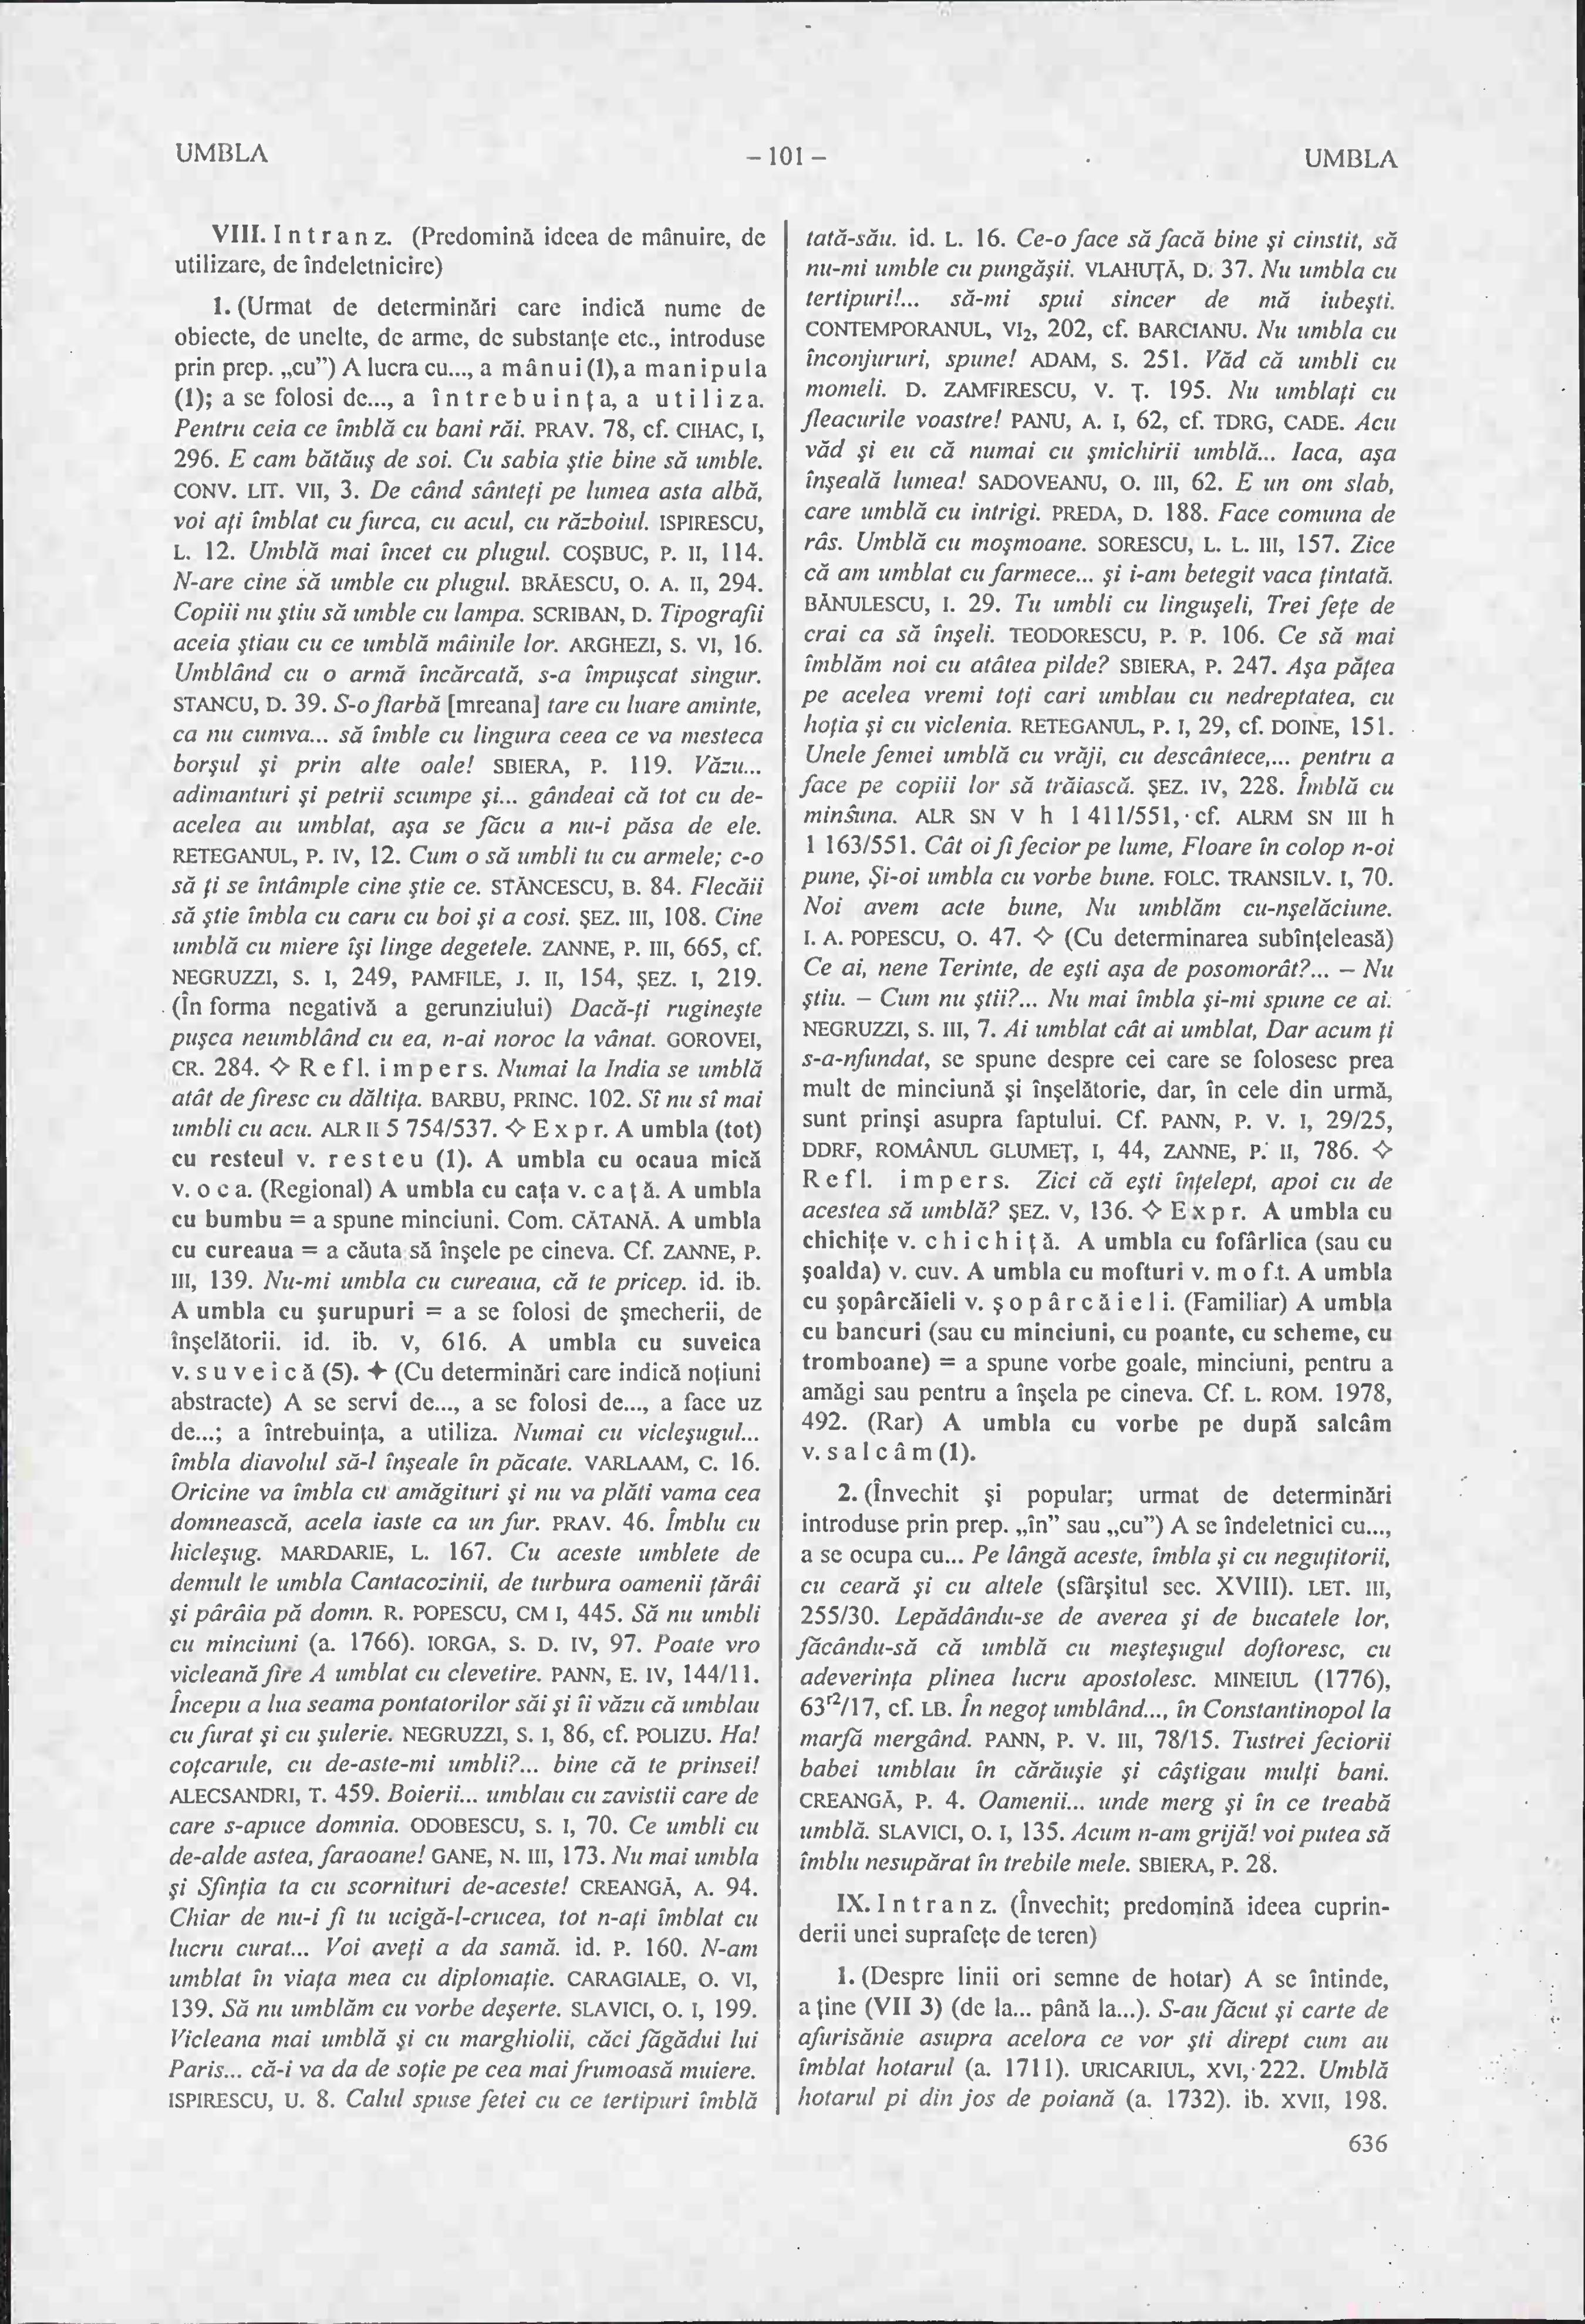 UMBLA
– 101 –
UMBLA
VIII. I n t r a n z. (Predomină ideea de mânuire, de
utilizare, de îndeletnicire)
1. (Urmat de determinări care indică nume de
obiecte, de unelte, de arme, de substanţe etc., introduse
prin prep. „cu”) A lucra cu..., a m â n u i (1), a m a n i p u l a
(1); a se folosi de..., a î n t r e b u i n ţ a, a u t i l i z a.
Pentru ceia ce îmblă cu bani răi. PRAV. 78, cf. CIHAC, I,
296. E cam bătăuş de soi. Cu sabia ştie bine să umble.
CONV. LIT. VII, 3. De când sânteţi pe lumea asta albă,
voi aţi îmblat cu furca, cu acul, cu războiul. ISPIRESCU,
L. 12. Umblă mai încet cu plugul. COŞBUC, P. II, 114.
N-are cine să umble cu plugul. BRĂESCU, O. A. II, 294.
Copiii nu ştiu să umble cu lampa. SCRIBAN, D. Tipografii
aceia ştiau cu ce umblă mâinile lor. ARGHEZI, S. VI, 16.
Umblând cu o armă încărcată, s-a împuşcat singur.
STANCU, D. 39. S-o fiarbă [mreana] tare cu luare aminte,
ca nu cumva... să îmble cu lingura ceea ce va mesteca
borşul şi prin alte oale! SBIERA, P. 119. Văzu...
adimanturi şi petrii scumpe şi... gândeai că tot cu de-
acelea au umblat, aşa se făcu a nu-i păsa de ele.
RETEGANUL, P. IV, 12. Cum o să umbli tu cu armele; c-o
să ţi se întâmple cine ştie ce. STĂNCESCU, B. 84. Flecăii
să ştie îmbla cu caru cu boi şi a cosi. ŞEZ. III, 108. Cine
umblă cu miere îşi linge degetele. ZANNE, P. III, 665, cf.
NEGRUZZI, S. I, 249, PAMFILE, J. II, 154, ŞEZ. I, 219.
(În forma negativă a gerunziului) Dacă-ţi rugineşte
puşca neumblând cu ea, n-ai noroc la vânat. GOROVEI,
CR. 284. ◇ R e f l. i m p e r s. Numai la India se umblă
atât de firesc cu dăltiţa. BARBU, PRINC. 102. Sî nu sî mai
umbli cu acu. ALR II 5 754/537. ◇ E x p r. A umbla (tot)
cu resteul v. r e s t e u (1). A umbla cu ocaua mică
v. o c a. (Regional) A umbla cu caţa v. c a ţ ă. A umbla
cu bumbu = a spune minciuni. Com. CĂTANĂ. A umbla
cu cureaua = a căuta să înşele pe cineva. Cf. ZANNE, P.
III, 139. Nu-mi umbla cu cureaua, că te pricep. id. ib.
A umbla cu şurupuri = a se folosi de şmecherii, de
înşelătorii. id. ib. V, 616. A umbla cu suveica
v. s u v e i c ă (5). ✦ (Cu determinări care indică noţiuni
abstracte) A se servi de..., a se folosi de..., a face uz
de...; a întrebuinţa, a utiliza. Numai cu vicleşugul...
îmbla diavolul să-l înşeale în păcate. VARLAAM, C. 16.
Oricine va îmbla cu amăgituri şi nu va plăti vama cea
domnească, acela iaste ca un fur. PRAV. 46. Îmblu cu
hicleşug. MARDARIE, L. 167. Cu aceste umblete de
demult le umbla Cantacozinii, de turbura oamenii ţărâi
şi pârâia pă domn. R. POPESCU, CM I, 445. Să nu umbli
cu minciuni (a. 1766). IORGA, S. D. IV, 97. Poate vro
vicleană fire A umblat cu clevetire. PANN, E. IV, 144/11.
Începu a lua seama pontatorilor săi şi îi văzu că umblau
cu furat şi cu şulerie. NEGRUZZI, S. I, 86, cf. POLIZU. Ha!
coţcarule, cu de-aste-mi umbli?... bine că te prinsei!
ALECSANDRI, T. 459. Boierii... umblau cu zavistii care de
care s-apuce domnia. ODOBESCU, S. I, 70. Ce umbli cu
de-alde astea, faraoane! GANE, N. III, 173. Nu mai umbla
şi Sfinţia ta cu scornituri de-aceste! CREANGĂ, A. 94.
Chiar de nu-i fi tu ucigă-l-crucea, tot n-aţi îmblat cu
lucru curat... Voi aveţi a da samă. id. P. 160. N-am
umblat în viaţa mea cu diplomaţie. CARAGIALE, O. VI,
139. Să nu umblăm cu vorbe deşerte. SLAVICI, O. I, 199.
Vicleana mai umblă şi cu marghiolii, căci făgădui lui
Paris... că-i va da de soţie pe cea mai frumoasă muiere.
ISPIRESCU, U. 8. Calul spuse fetei cu ce tertipuri îmblă
tată-său. id. L. 16. Ce-o face să facă bine şi cinstit, să
nu-mi umble cu pungăşii. VLAHUŢĂ, D. 37. Nu umbla cu
tertipuri!... să-mi spui sincer de mă iubeşti.
CONTEMPORANUL, VI₂, 202, cf. BARCIANU. Nu umbla cu
înconjururi, spune! ADAM, S. 251. Văd că umbli cu
momeli. D. ZAMFIRESCU, V. Ţ. 195. Nu umblaţi cu
fleacurile voastre! PANU, A. I, 62, cf. TDRG, CADE. Acu
văd şi eu că numai cu şmichirii umblă... Iaca, aşa
înşeală lumea! SADOVEANU, O. III, 62. E un om slab,
care umblă cu intrigi. PREDA, D. 188. Face comuna de
râs. Umblă cu moşmoane. SORESCU, L. L. III, 157. Zice
că am umblat cu farmece... şi i-am betegit vaca ţintată.
BĂNULESCU, I. 29. Tu umbli cu linguşeli, Trei feţe de
crai ca să înşeli. TEODORESCU, P. P. 106. Ce să mai
îmblăm noi cu atâtea pilde? SBIERA, P. 247. Aşa păţea
pe acelea vremi toţi cari umblau cu nedreptatea, cu
hoţia şi cu viclenia. RETEGANUL, P. I, 29, cf. DOINE, 151.
Unele femei umblă cu vrăji, cu descântece,... pentru a
face pe copiii lor să trăiască. ŞEZ. IV, 228. Îmblă cu
minśuna. ALR SN V h 1 411/551, cf. ALRM SN III h
1 163/551. Cât oi fi fecior pe lume, Floare în colop n-oi
pune, Şi-oi umbla cu vorbe bune. FOLC. TRANSILV. I, 70.
Noi avem acte bune, Nu umblăm cu-nşelăciune.
I. A. POPESCU, O. 47. ◇ (Cu determinarea subînţeleasă)
Ce ai, nene Terinte, de eşti aşa de posomorât?... – Nu
ştiu. – Cum nu ştii?... Nu mai îmbla şi-mi spune ce ai.
NEGRUZZI, S. III, 7. Ai umblat cât ai umblat, Dar acum ţi
s-a-nfundat, se spune despre cei care se folosesc prea
mult de minciună şi înşelătorie, dar, în cele din urmă,
sunt prinşi asupra faptului. Cf. PANN, P. V. I, 29/25,
DDRF, ROMÂNUL GLUMEŢ, I, 44, ZANNE, P. II, 786. ◇
R e f l. i m p e r s. Zici că eşti înţelept, apoi cu de
acestea să umblă? ŞEZ. V, 136. ◇ E x p r. A umbla cu
chichiţe v. c h i c h i ţ ă. A umbla cu fofârlica (sau cu
şoalda) v. cuv. A umbla cu mofturi v. m o f t. A umbla
cu şopârcăieli v. ş o p â r c ă i e l i. (Familiar) A umbla
cu bancuri (sau cu minciuni, cu poante, cu scheme, cu
tromboane) = a spune vorbe goale, minciuni, pentru a
amăgi sau pentru a înşela pe cineva. Cf. L. ROM. 1978,
492. (Rar) A umbla cu vorbe pe după salcâm
v. s a l c â m (1).
2. (Învechit şi popular; urmat de determinări
introduse prin prep. „în” sau „cu”) A se îndeletnici cu...,
a se ocupa cu... Pe lângă aceste, îmbla şi cu neguţitorii,
cu ceară şi cu altele (sfârşitul sec. XVIII). LET. III,
255/30. Lepădându-se de averea şi de bucatele lor,
făcându-să că umblă cu meşteşugul doftoresc, cu
adeverinţa plinea lucru apostolesc. MINEIUL (1776),
63ʳ²/17, cf. LB. În negoţ umblând..., în Constantinopol la
marfă mergând. PANN, P. V. III, 78/15. Tustrei feciorii
babei umblau în cărăuşie şi câştigau mulţi bani.
CREANGĂ, P. 4. Oamenii... unde merg şi în ce treabă
umblă. SLAVICI, O. I, 135. Acum n-am grijă! voi putea să
îmblu nesupărat în trebile mele. SBIERA, P. 28.
IX. I n t r a n z. (Învechit; predomină ideea cuprin-
derii unei suprafeţe de teren)
1. (Despre linii ori semne de hotar) A se întinde,
a ţine (VII 3) (de la... până la...). S-au făcut şi carte de
afurisănie asupra acelora ce vor şti dirept cum au
îmblat hotarul (a. 1711). URICARIUL, XVI, 222. Umblă
hotarul pi din jos de poiană (a. 1732). ib. XVII, 198.
636